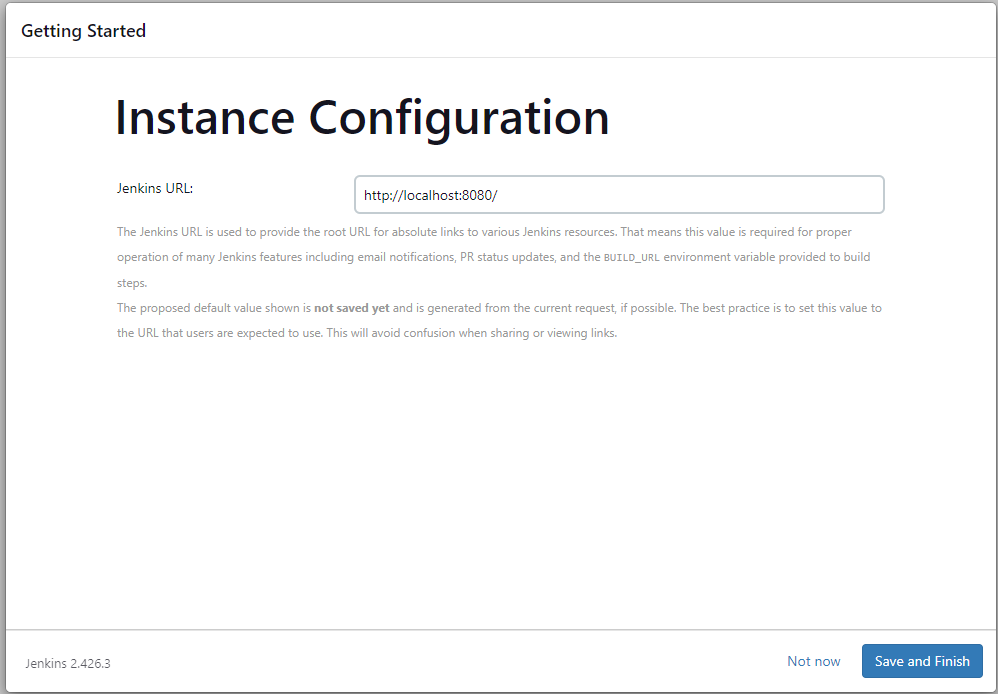 Getting Started
Instance Configuration
Jenkins URL:
http://localhost:8080/
The Jenkins URL is used to provide the root URL for absolute links to various Jenkins resources. That means this value is required for proper
operation of many Jenkins features including email notifications, PR status updates, and the BUILD_URL environment variable provided to build
steps.
The proposed default value shown is not saved yet and is generated from the current request, if possible. The best practice is to set this value to
the URL that users are expected to use. This will avoid confusion when sharing or viewing links.
Jenkins 2.426.3
Not now
Save and Finish